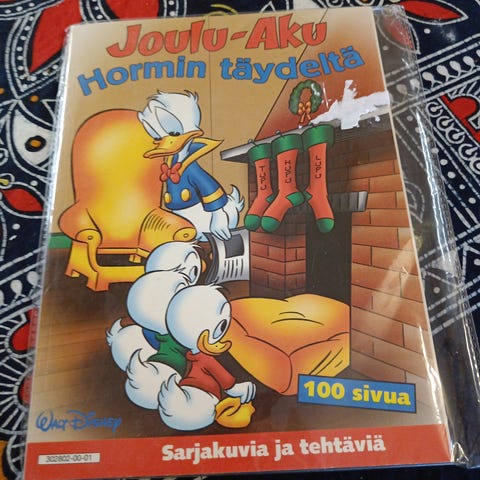 Joulu-Aku
Hormin täydeltä
TUPU
HUPU
LUPU
100 sivua
Walt Disney
302802-00-01
Sarjakuvia ja tehtäviä